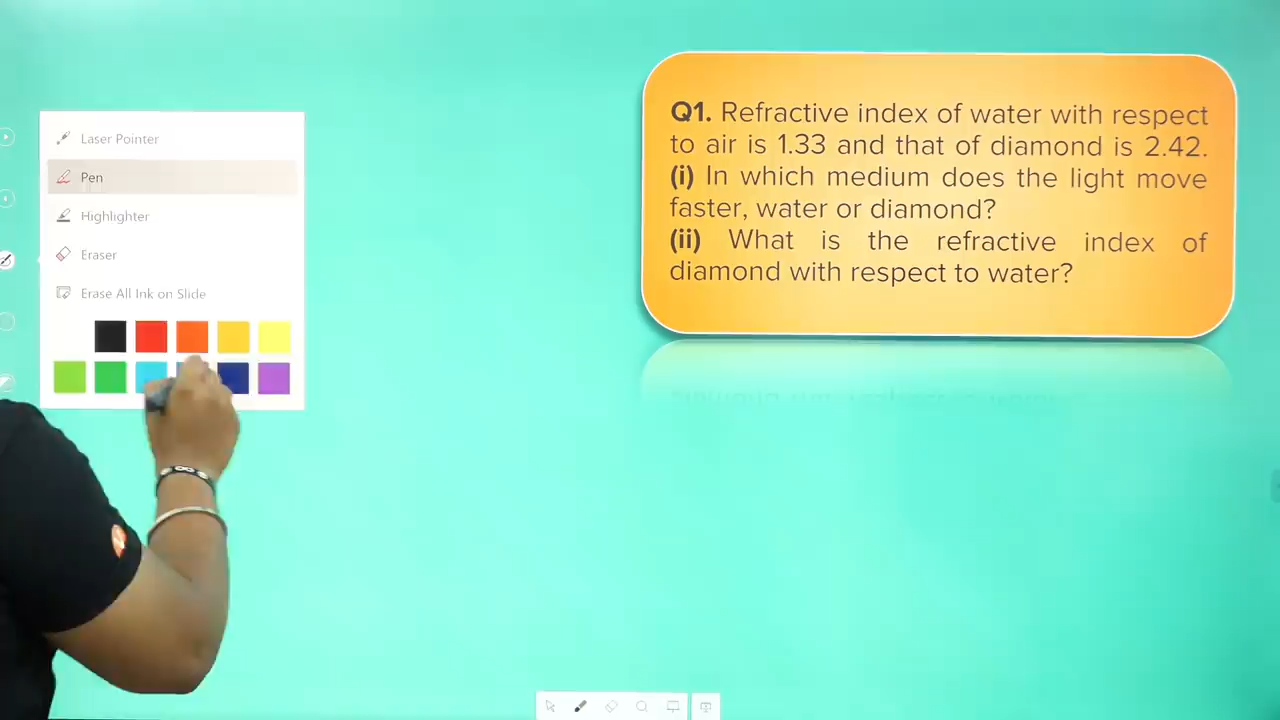 Laser Pointer
Pen
Highlighter
Eraser
Erase All Ink on Slide
Q1. Refractive index of water with respect
to air is 1.33 and that of diamond is 2.42.
(i) In which medium does the light move
faster, water or diamond?
(ii) What is the refractive index of
diamond with respect to water?